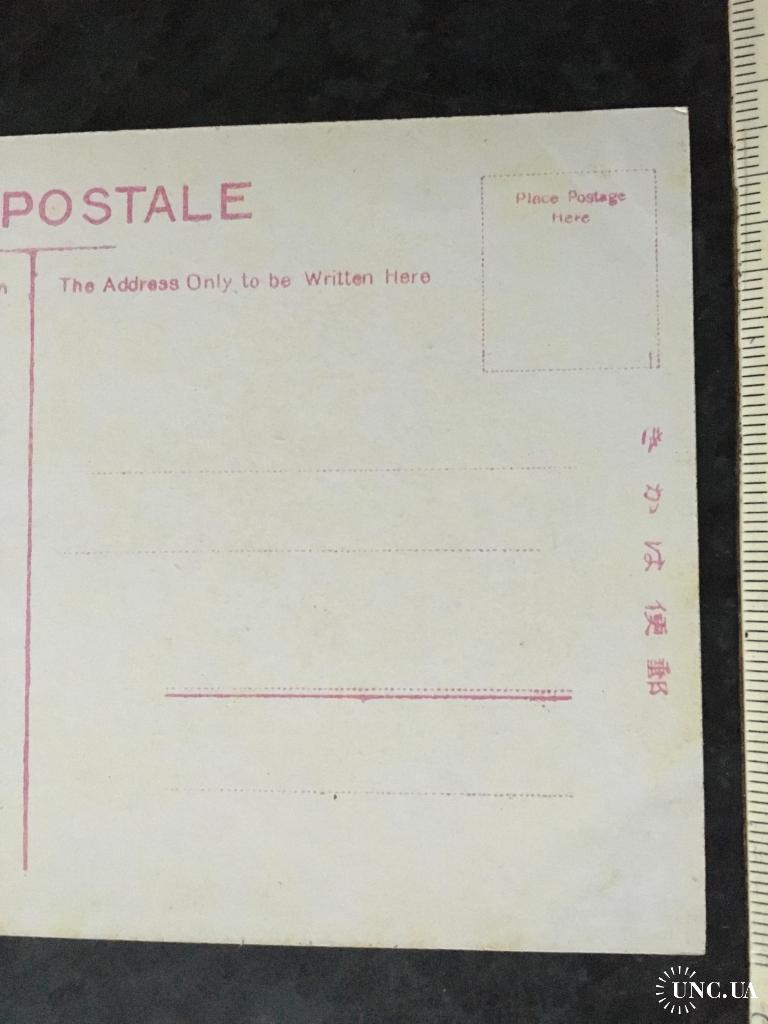 POSTALE
Place Postage
Here
n
The Address Only to be Written Here
きかは便郵
UNC.UA